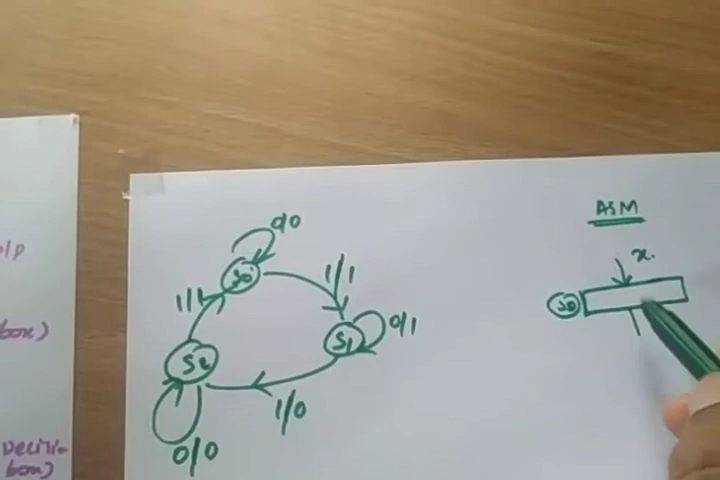 o/p
box)
Decisi-
box)
0/0
S0
1/1
1/1
S1
0/1
S2
1/0
0/0
ASM
x.
S0